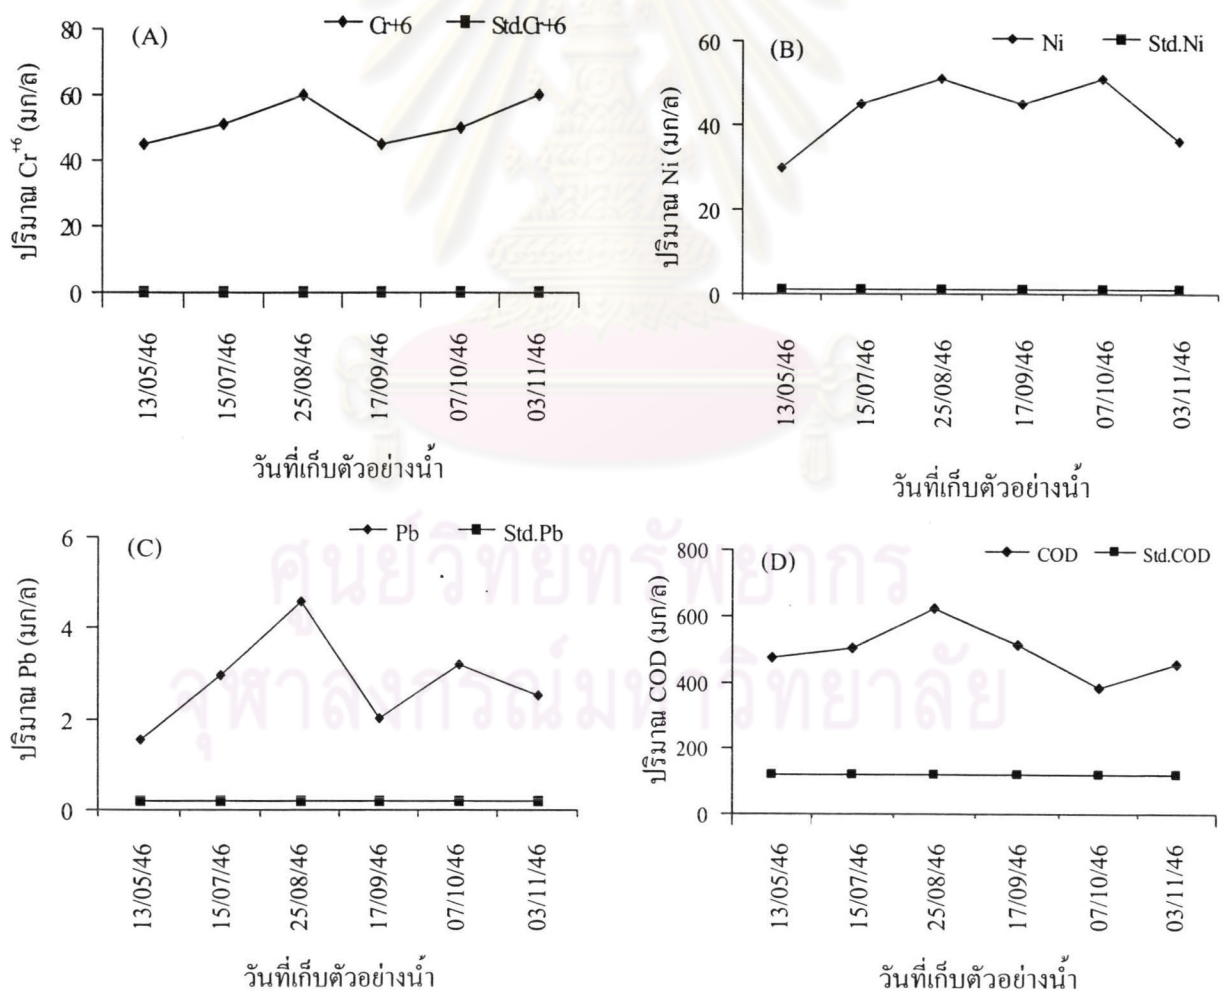 (A)
Cr+6 Std.Cr+6
ปริมาณ Cr+6 (มก/ล)
80
60
40
20
0
13/05/46
15/07/46
25/08/46
17/09/46
07/10/46
03/11/46
วันที่เก็บตัวอย่างน้ำ
(B)
Ni Std.Ni
ปริมาณ Ni (มก/ล)
60
40
20
0
13/05/46
15/07/46
25/08/46
17/09/46
07/10/46
03/11/46
วันที่เก็บตัวอย่างน้ำ
(C)
Pb Std.Pb
ปริมาณ Pb (มก/ล)
6
4
2
0
13/05/46
15/07/46
25/08/46
17/09/46
07/10/46
03/11/46
วันที่เก็บตัวอย่างน้ำ
(D)
COD Std.COD
ปริมาณ COD (มก/ล)
800
600
400
200
0
13/05/46
15/07/46
25/08/46
17/09/46
07/10/46
03/11/46
วันที่เก็บตัวอย่างน้ำ
ศูนย์วิทยทรัพยากร
จุฬาลงกรณ์มหาวิทยาลัย